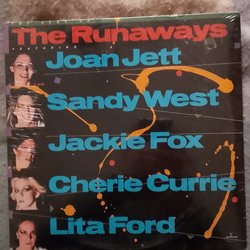 The Runaways
FEATURING
Joan Jett
Sandy West
Jackie Fox
Cherie Currie
Lita Ford